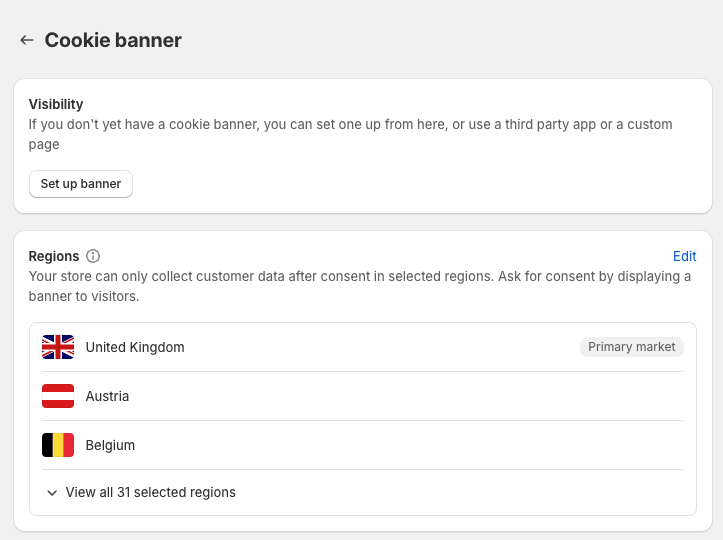 Cookie banner
Visibility
If you don't yet have a cookie banner, you can set one up from here, or use a third party app or a custom
page
Set up banner
Regions
Edit
Your store can only collect customer data after consent in selected regions. Ask for consent by displaying a
banner to visitors.
United Kingdom
Primary market
Austria
Belgium
View all 31 selected regions